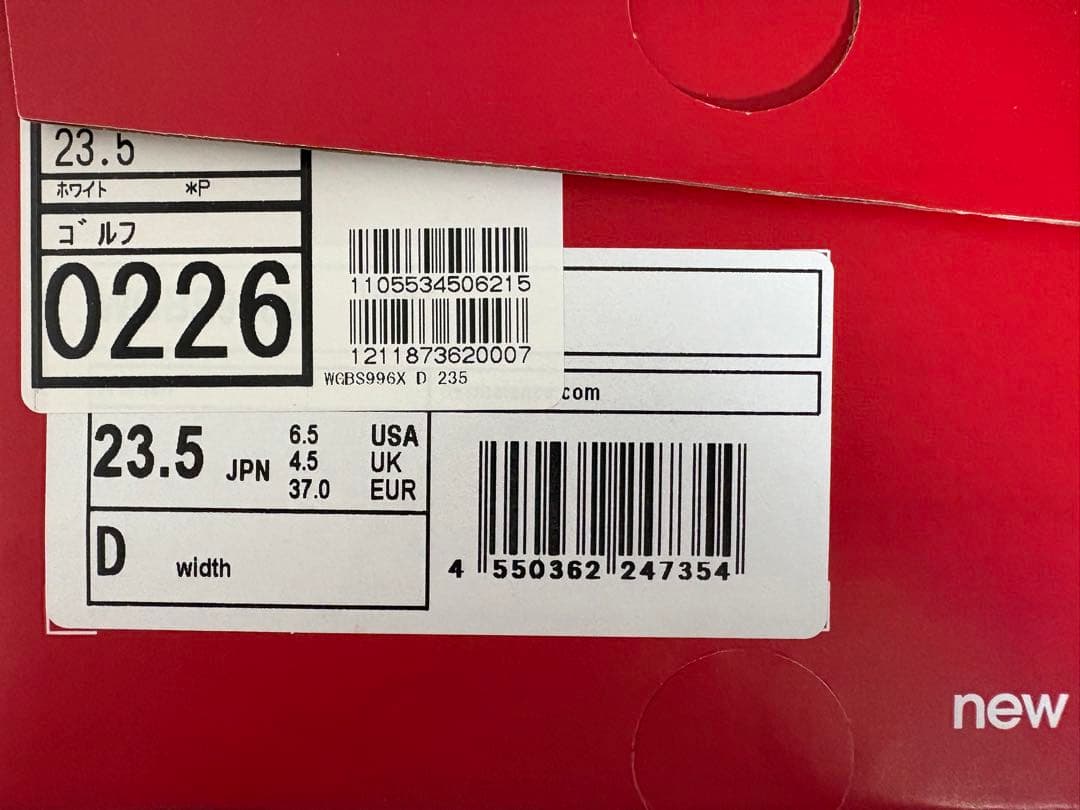 23.5
ホワイト *P
ゴルフ
0226
1105534506215
1211873620007
WGBS996X D 235
.com
23.5 JPN
6.5 USA
4.5 UK
37.0 EUR
D width
4 550362 247354
new